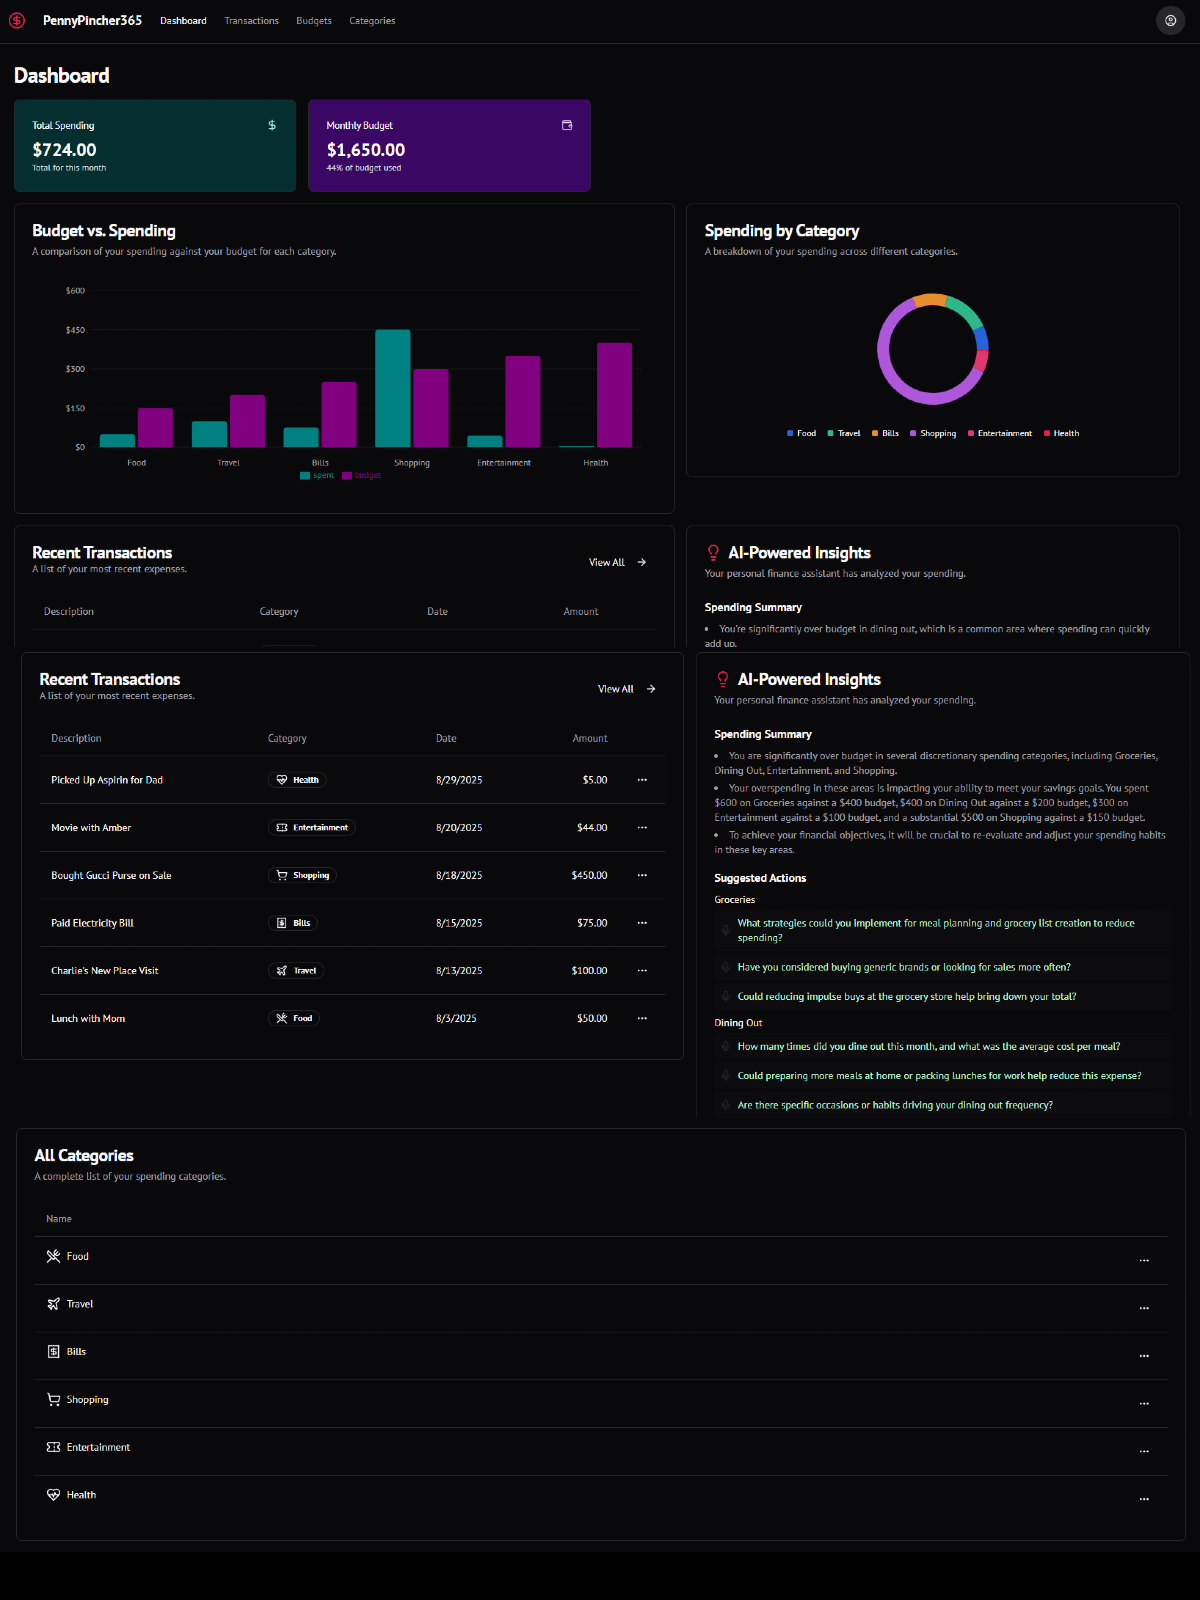 PennyPincher365 Dashboard Transactions Budgets Categories
Dashboard
Total Spending
$724.00
Total for this month
Monthly Budget
$1,650.00
44% of budget used
Budget vs. Spending
A comparison of your spending against your budget for each category.
$600
$450
$300
$150
$0
Food Travel Bills Shopping Entertainment Health
spent budget
Spending by Category
A breakdown of your spending across different categories.
Food Travel Bills Shopping Entertainment Health
Recent Transactions
A list of your most recent expenses.
View All
Description Category Date Amount
AI-Powered Insights
Your personal finance assistant has analyzed your spending.
Spending Summary
• You're significantly over budget in dining out, which is a common area where spending can quickly
add up.
Recent Transactions
A list of your most recent expenses.
View All
Description Category Date Amount
Picked Up Aspirin for Dad Health 8/29/2025 $5.00 ...
Movie with Amber Entertainment 8/20/2025 $44.00 ...
Bought Gucci Purse on Sale Shopping 8/18/2025 $450.00 ...
Paid Electricity Bill Bills 8/15/2025 $75.00 ...
Charlie's New Place Visit Travel 8/13/2025 $100.00 ...
Lunch with Mom Food 8/3/2025 $50.00 ...
AI-Powered Insights
Your personal finance assistant has analyzed your spending.
Spending Summary
• You are significantly over budget in several discretionary spending categories, including Groceries,
Dining Out, Entertainment, and Shopping.
• Your overspending in these areas is impacting your ability to meet your savings goals. You spent
$600 on Groceries against a $400 budget, $400 on Dining Out against a $200 budget, $300 on
Entertainment against a $100 budget, and a substantial $500 on Shopping against a $150 budget.
• To achieve your financial objectives, it will be crucial to re-evaluate and adjust your spending habits
in these key areas.
Suggested Actions
Groceries
What strategies could you implement for meal planning and grocery list creation to reduce
spending?
Have you considered buying generic brands or looking for sales more often?
Could reducing impulse buys at the grocery store help bring down your total?
Dining Out
How many times did you dine out this month, and what was the average cost per meal?
Could preparing more meals at home or packing lunches for work help reduce this expense?
Are there specific occasions or habits driving your dining out frequency?
All Categories
A complete list of your spending categories.
Name
Food ...
Travel ...
Bills ...
Shopping ...
Entertainment ...
Health ...